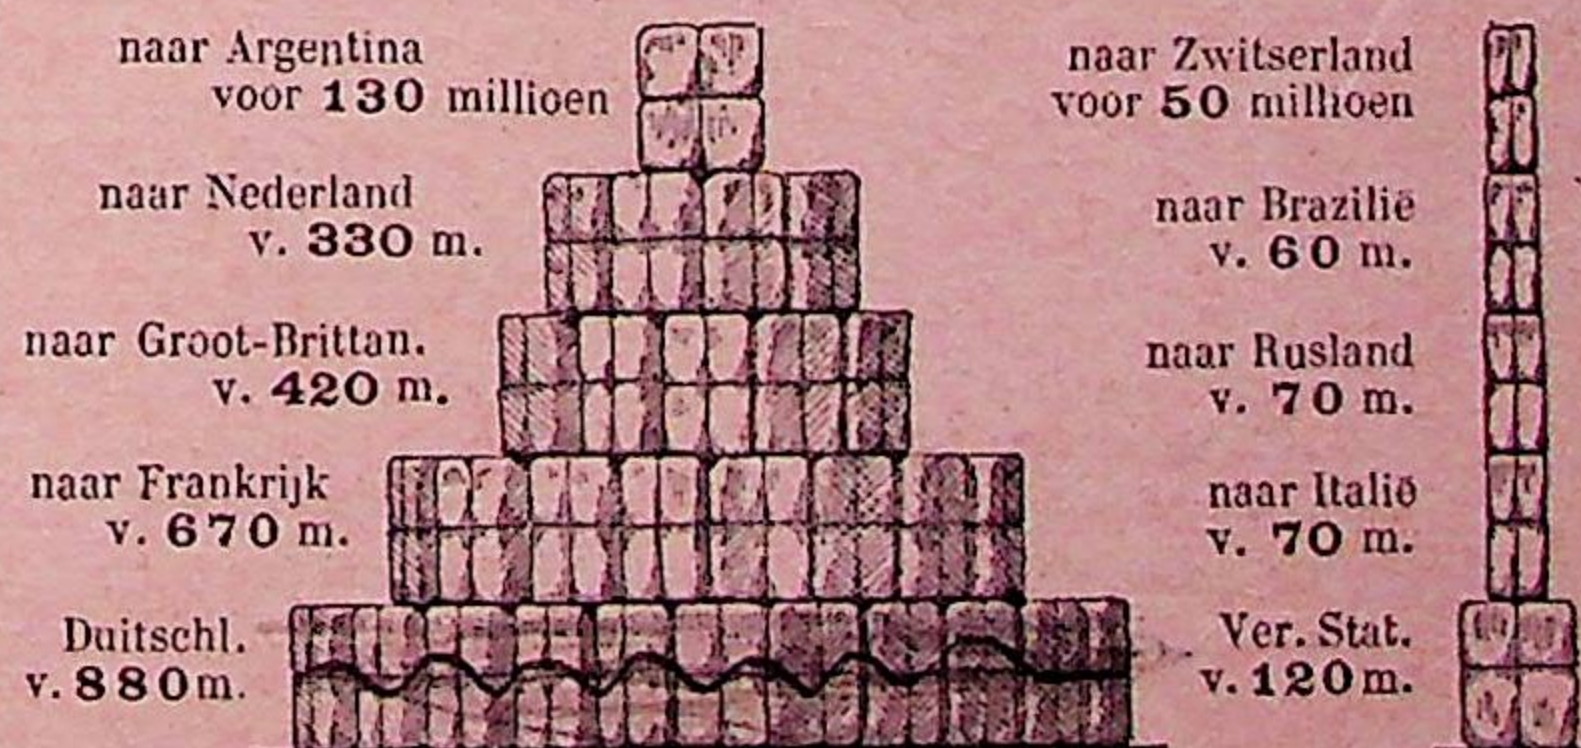 naar Argentina
voor 130 millioen
naar Nederland
v. 330 m.
naar Groot-Brittan.
v. 420 m.
naar Frankrijk
v. 670 m.
Duitschl.
v. 880 m.
naar Zwitserland
voor 50 millioen
naar Brazilië
v. 60 m.
naar Rusland
v. 70 m.
naar Italië
v. 70 m.
Ver. Stat.
v. 120 m.